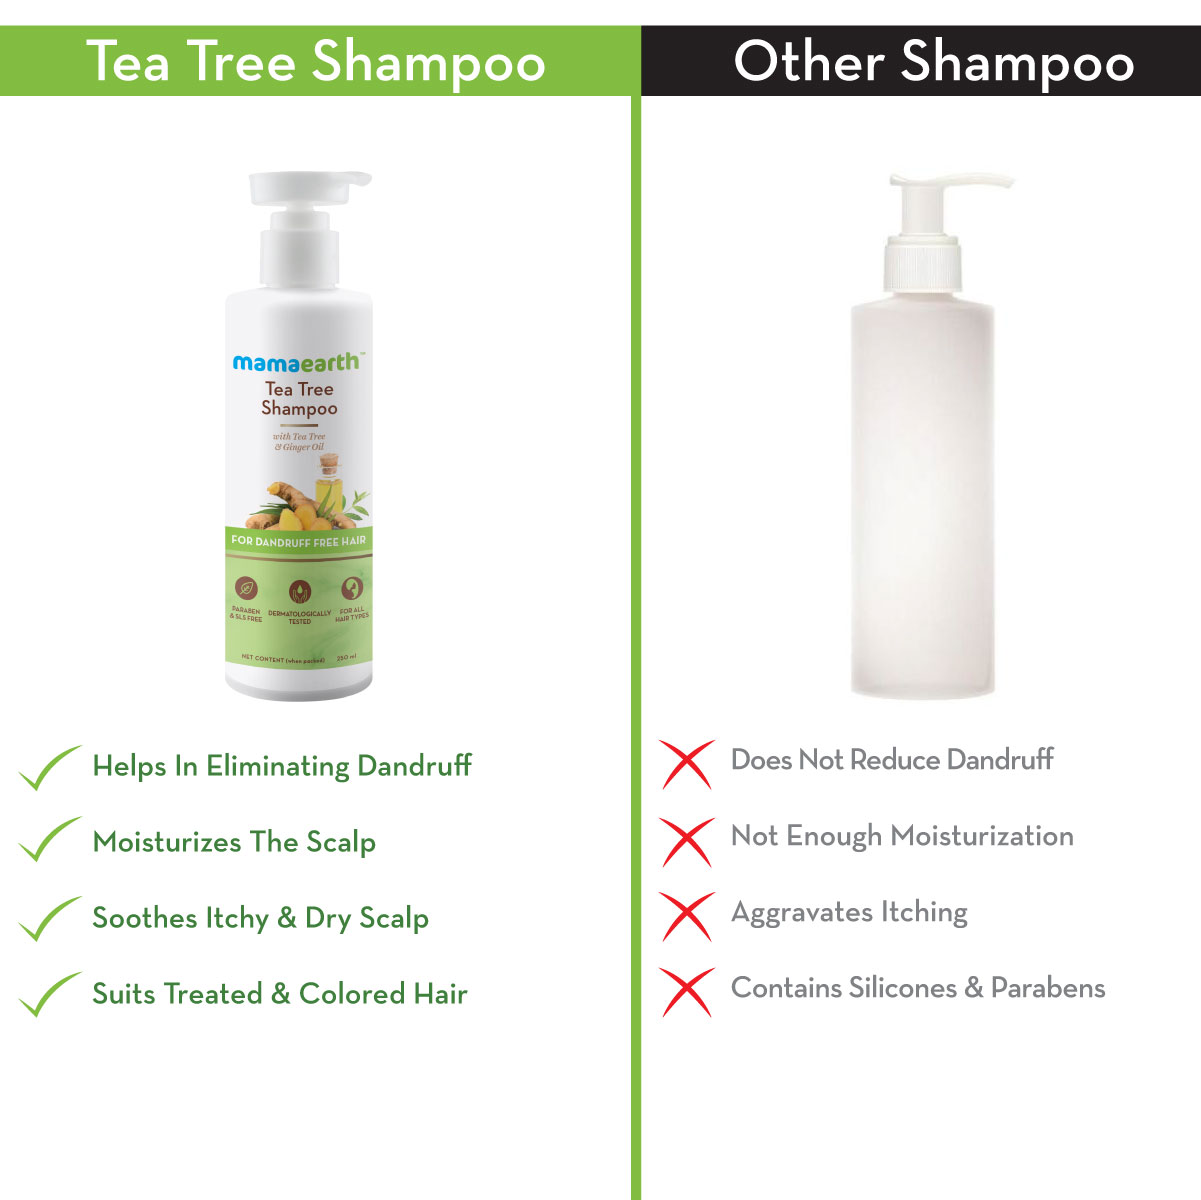 Tea Tree Shampoo
Other Shampoo
mamaearth™
Tea Tree
Shampoo
with Tea Tree
& Ginger Oil
FOR DANDRUFF FREE HAIR
PARABEN
& SLS FREE
DERMATOLOGICALLY
TESTED
FOR ALL
HAIR TYPES
NET CONTENT (when packed) 250 ml
Helps In Eliminating Dandruff
Moisturizes The Scalp
Soothes Itchy & Dry Scalp
Suits Treated & Colored Hair
Does Not Reduce Dandruff
Not Enough Moisturization
Aggravates Itching
Contains Silicones & Parabens